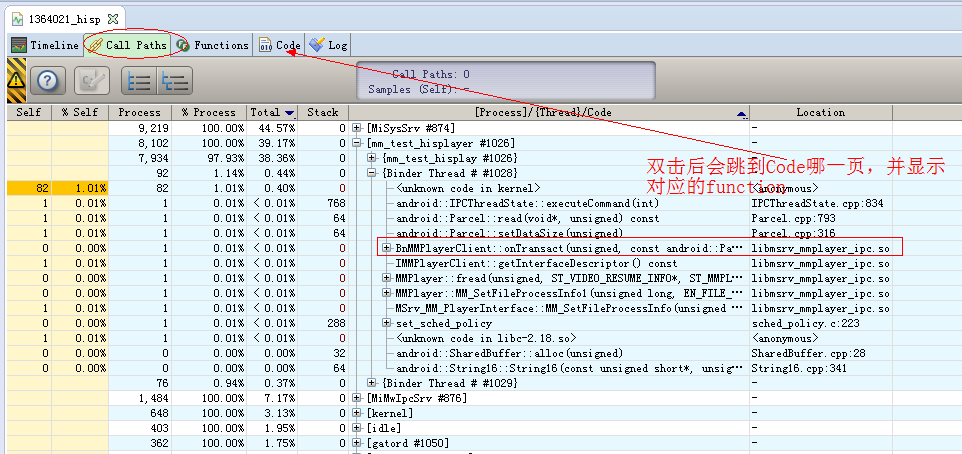 1364021_hisp
Timeline Call Paths Functions Code Log
Call Paths: 0
Samples (Self): -
Self % Self Process % Process Total Stack [Process]/{Thread}/Code Location
9,219 100.00% 44.57% 0 [MiSysSrv #874] -
8,102 100.00% 39.17% 0 [mm_test_hisplayer #1026] -
7,934 97.93% 38.36% 0 {mm_test_hisplay #1026} -
92 1.14% 0.44% 0 {Binder Thread # #1028}
82 1.01% 82 1.01% 0.40% 0 <unknown code in kernel> <anonymous>
1 0.01% 1 0.01% < 0.01% 768 android::IPCThreadState::executeCommand(int) IPCThreadState.cpp:834
1 0.01% 1 0.01% < 0.01% 64 android::Parcel::read(void*, unsigned) const Parcel.cpp:793
1 0.01% 1 0.01% < 0.01% 64 android::Parcel::setDataSize(unsigned) Parcel.cpp:316
0 0.00% 1 0.01% < 0.01% 0 BnMMPlayerClient::onTransact(unsigned, const android::Pa··· libmsrv_mmplayer_ipc.so
1 0.01% 1 0.01% < 0.01% 0 IMMPlayerClient::getInterfaceDescriptor() const libmsrv_mmplayer_ipc.so
0 0.00% 1 0.01% < 0.01% 0 MMPlayer::fread(unsigned, ST_VIDEO_RESUME_INFO*, ST_MMPL··· libmsrv_mmplayer_ipc.so
0 0.00% 1 0.01% < 0.01% 0 MMPlayer::MM_SetFileProcessInfo1(unsigned long, EN_FILE_··· libmsrv_mmplayer_ipc.so
1 0.01% 1 0.01% < 0.01% 0 MSrv_MM_PlayerInterface::MM_SetFileProcessInfo(unsigned ··· libmsrv_mmplayer_ipc.so
0 0.00% 1 0.01% < 0.01% 288 set_sched_policy sched_policy.c:223
1 0.01% 1 0.01% < 0.01% 0 <unknown code in libc-2.18.so> <anonymous>
0 0.00% 0 0.00% 0.00% 32 android::SharedBuffer::alloc(unsigned) SharedBuffer.cpp:28
0 0.00% 0 0.00% 0.00% 64 android::String16::String16(const unsigned short*, unsig··· String16.cpp:341
76 0.94% 0.37% 0 {Binder Thread # #1029} -
1,484 100.00% 7.17% 0 [MiMwIpcSrv #876] -
648 100.00% 3.13% 0 [kernel] -
403 100.00% 1.95% 0 [idle] -
362 100.00% 1.75% 0 [gatord #1050] -
双击后会跳到Code哪一页，并显示
对应的function